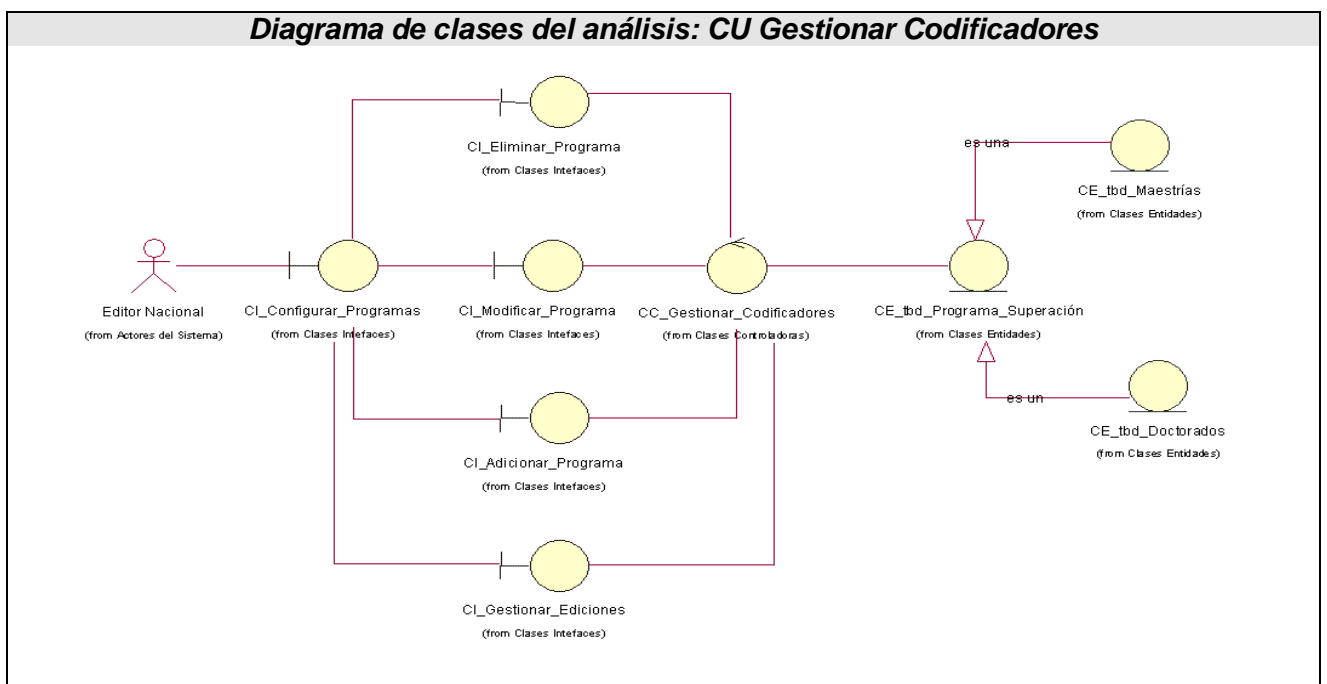 Diagrama de clases del análisis: CU Gestionar Codificadores
CI_Eliminar_Programa
(from Clases Intefaces)
es una
CE_tbd_Maestrías
(from Clases Entidades)
Editor Nacional
(from Actores del Sistema)
CI_Configurar_Programas
(from Clases Intefaces)
CI_Modificar_Programa
(from Clases Intefaces)
CC_Gestionar_Codificadores
(from Clases Controladoras)
CE_tbd_Programa_Superación
(from Clases Entidades)
es un
CE_tbd_Doctorados
(from Clases Entidades)
CI_Adicionar_Programa
(from Clases Intefaces)
CI_Gestionar_Ediciones
(from Clases Intefaces)